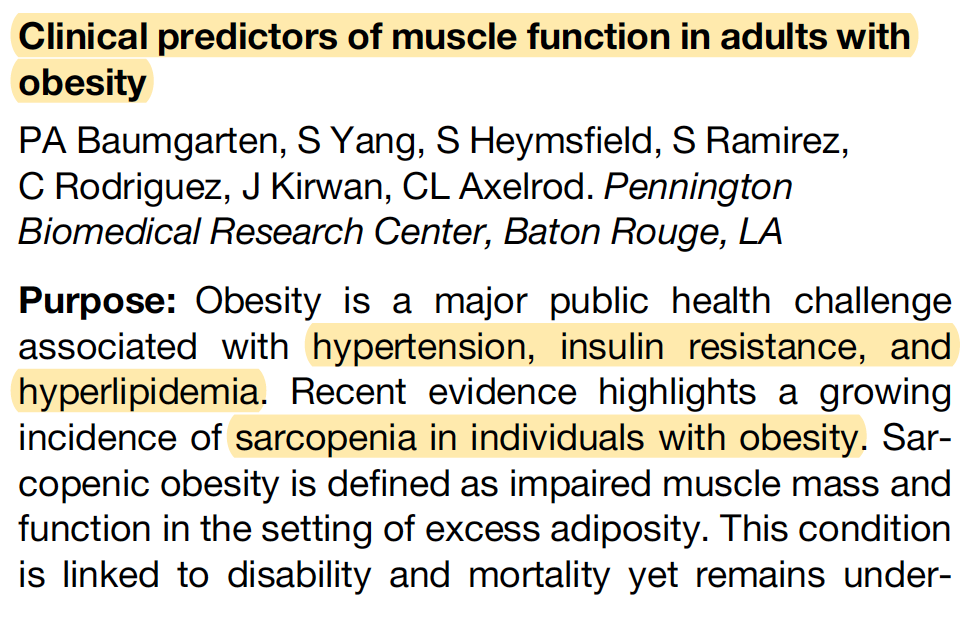 Clinical predictors of muscle function in adults with
obesity
PA Baumgarten, S Yang, S Heymsfield, S Ramirez,
C Rodriguez, J Kirwan, CL Axelrod. Pennington
Biomedical Research Center, Baton Rouge, LA
Purpose: Obesity is a major public health challenge
associated with hypertension, insulin resistance, and
hyperlipidemia. Recent evidence highlights a growing
incidence of sarcopenia in individuals with obesity. Sar-
copenic obesity is defined as impaired muscle mass and
function in the setting of excess adiposity. This condition
is linked to disability and mortality yet remains under-